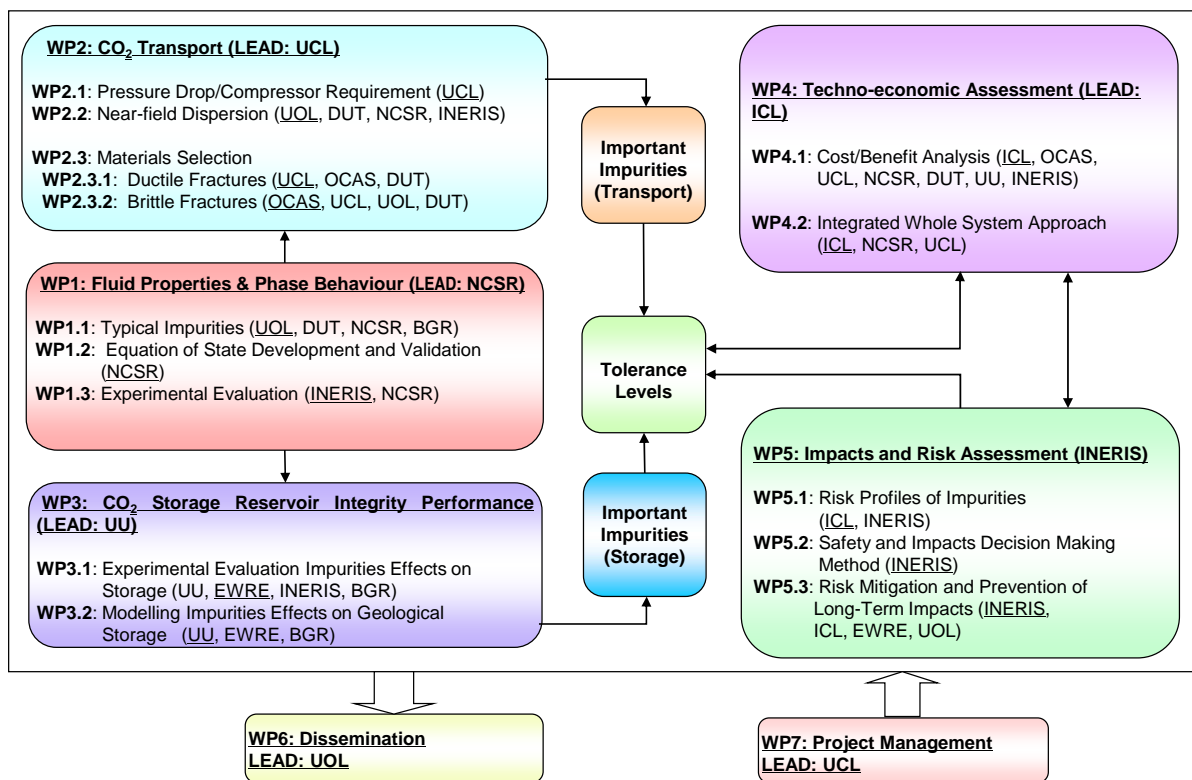 WP2: CO2 Transport (LEAD: UCL)
WP2.1: Pressure Drop/Compressor Requirement (UCL)
WP2.2: Near-field Dispersion (UOL, DUT, NCSR, INERIS)
WP2.3: Materials Selection
WP2.3.1: Ductile Fractures (UCL, OCAS, DUT)
WP2.3.2: Brittle Fractures (OCAS, UCL, UOL, DUT)
WP1: Fluid Properties & Phase Behaviour (LEAD: NCSR)
WP1.1: Typical Impurities (UOL, DUT, NCSR, BGR)
WP1.2: Equation of State Development and Validation
(NCSR)
WP1.3: Experimental Evaluation (INERIS, NCSR)
WP3: CO2 Storage Reservoir Integrity Performance
(LEAD: UU)
WP3.1: Experimental Evaluation Impurities Effects on
Storage (UU, EWRE, INERIS, BGR)
WP3.2: Modelling Impurities Effects on Geological
Storage (UU, EWRE, BGR)
Important
Impurities
(Transport)
Tolerance
Levels
Important
Impurities
(Storage)
WP4: Techno-economic Assessment (LEAD:
ICL)
WP4.1: Cost/Benefit Analysis (ICL, OCAS,
UCL, NCSR, DUT, UU, INERIS)
WP4.2: Integrated Whole System Approach
(ICL, NCSR, UCL)
WP5: Impacts and Risk Assessment (INERIS)
WP5.1: Risk Profiles of Impurities
(ICL, INERIS)
WP5.2: Safety and Impacts Decision Making
Method (INERIS)
WP5.3: Risk Mitigation and Prevention of
Long-Term Impacts (INERIS,
ICL, EWRE, UOL)
WP6: Dissemination
LEAD: UOL
WP7: Project Management
LEAD: UCL